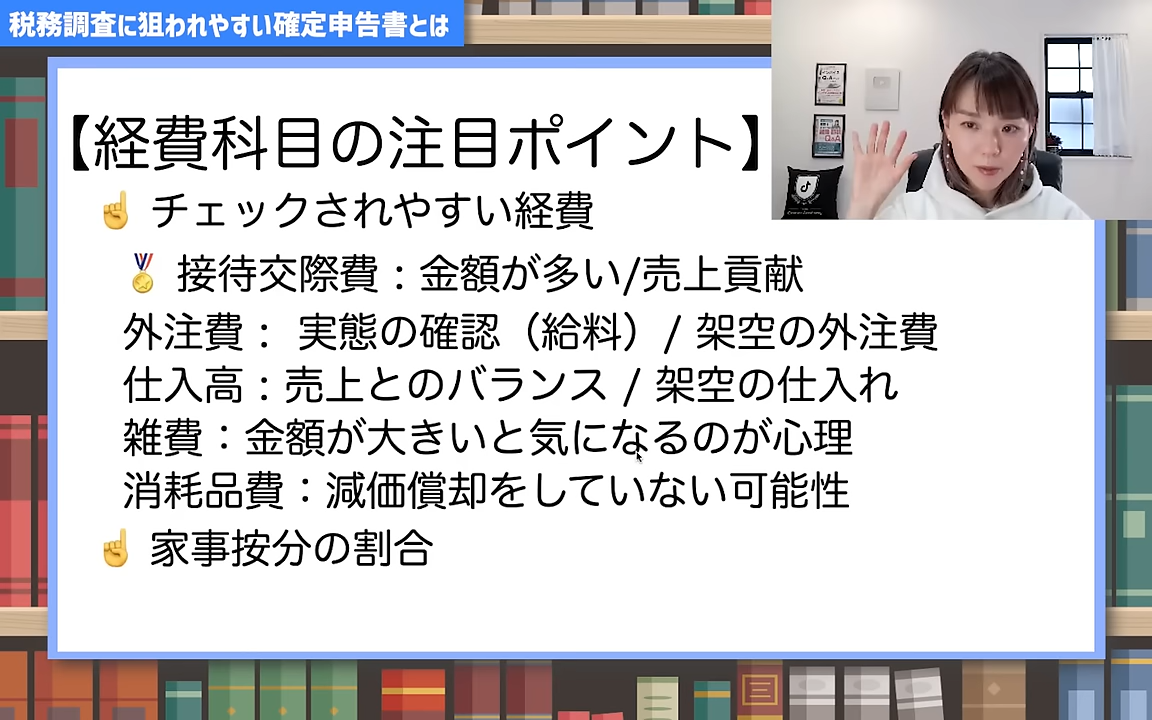 税務調査に狙われやすい確定申告書とは
【経費科目の注目ポイント】
☝ チェックされやすい経費
🏅 接待交際費：金額が多い/売上貢献
外注費： 実態の確認（給料）/ 架空の外注費
仕入高：売上とのバランス / 架空の仕入れ
雑費：金額が大きいと気になるのが心理
消耗品費：減価償却をしていない可能性
☝ 家事按分の割合